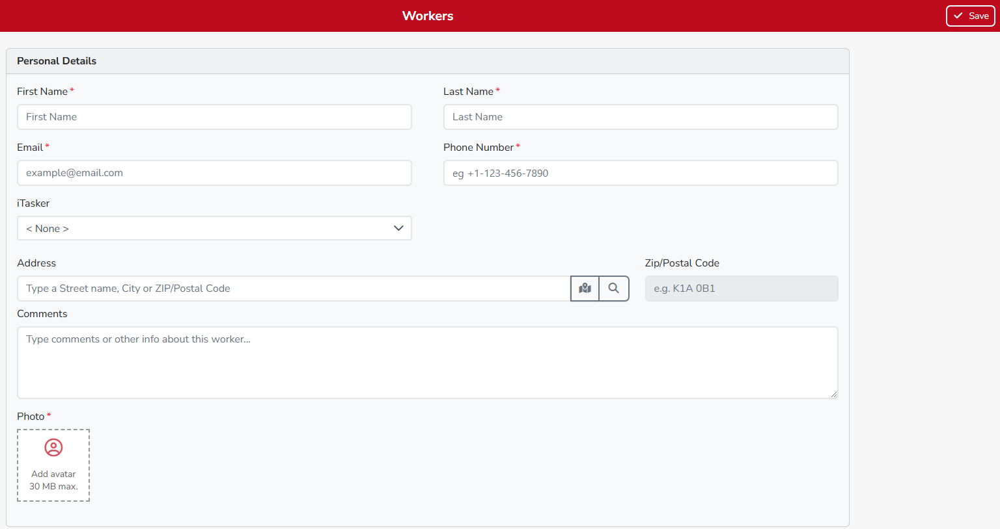 Workers
Save
Personal Details
First Name *
Last Name *
First Name
Last Name
Email *
Phone Number *
example@email.com
eg +1-123-456-7890
iTasker
< None >
Address
Zip/Postal Code
Type a Street name, City or ZIP/Postal Code
e.g. K1A 0B1
Comments
Type comments or other info about this worker...
Photo *
Add avatar
30 MB max.